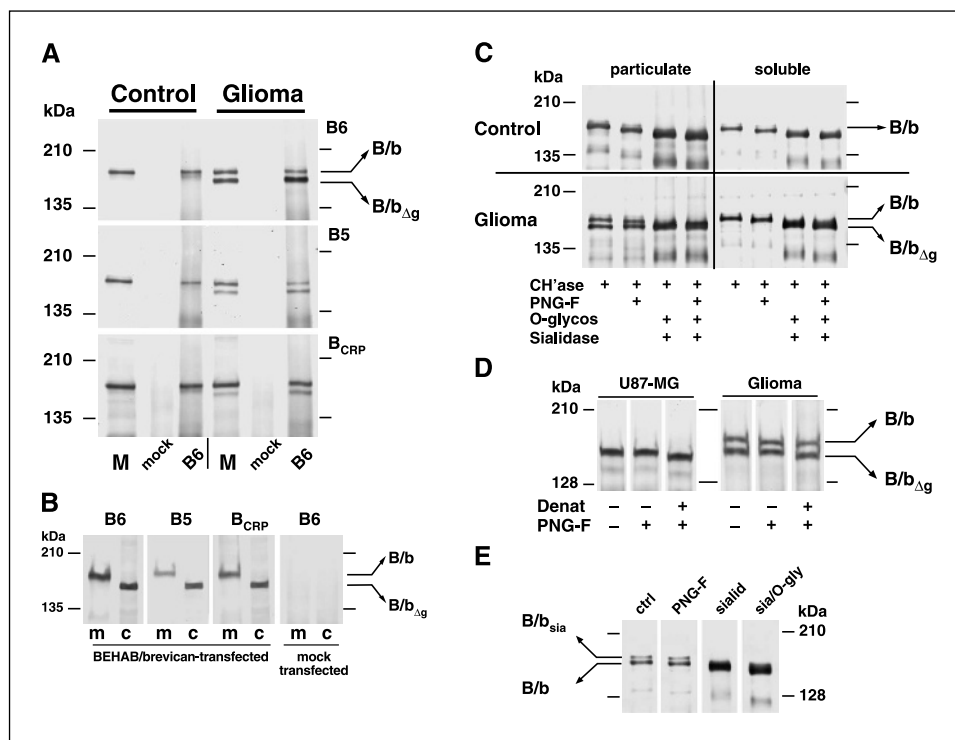 A
Control Glioma
kDa
B6
210
B/b
135
B/bΔg
B5
210
135
BCRP
210
135
M mock B6 M mock B6
B
B6 B5 BCRP B6
kDa
210
B/b
135
B/bΔg
m c m c m c m c
BEHAB/brevican-transfected mock
transfected
C
particulate soluble
kDa
210
Control
B/b
135
210
Glioma
B/b
135
B/bΔg
CH'ase + + + + + + + +
PNG-F + + + +
O-glycos + + + +
Sialidase + + + +
D
U87-MG Glioma
kDa
210
B/b
128
B/bΔg
Denat + +
PNG-F – + + – + +
E
ctrl PNG-F sialid sia/O-gly
kDa
B/bsia
210
B/b
128